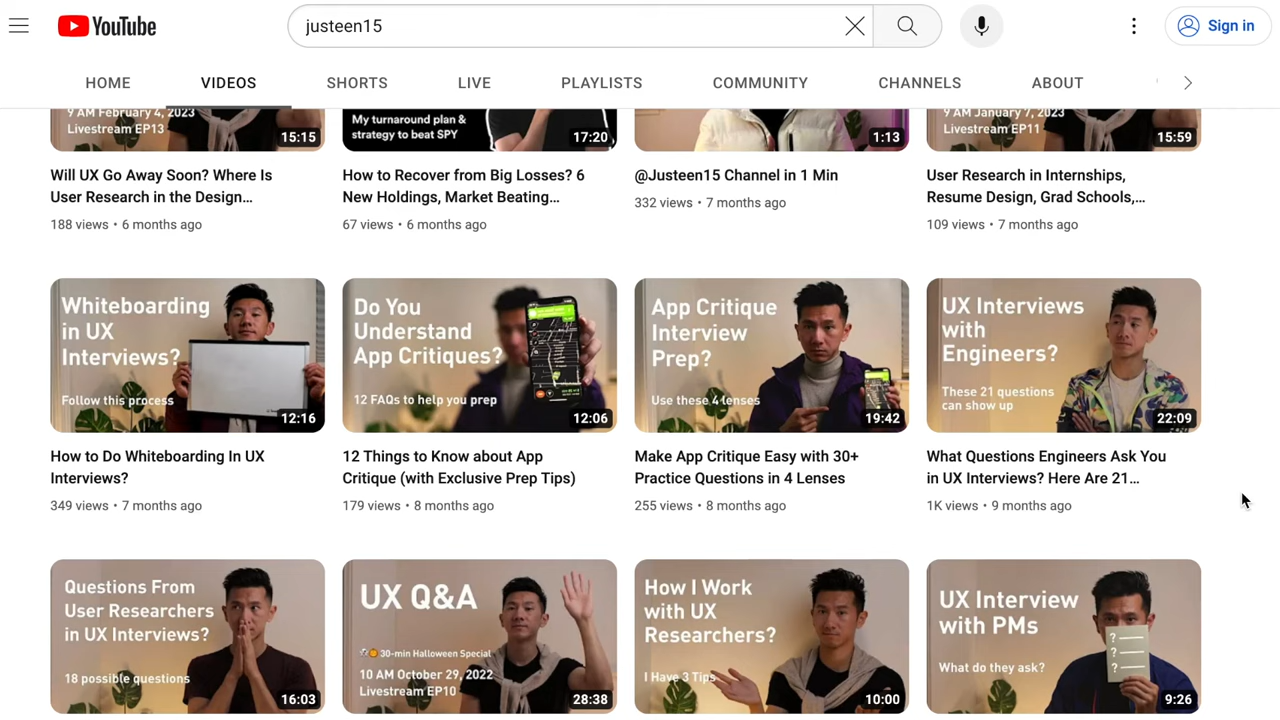 YouTube
justeen15
Sign in
HOME
VIDEOS
SHORTS
LIVE
PLAYLISTS
COMMUNITY
CHANNELS
ABOUT
9 AM February 4, 2023
Livestream EP13
15:15
My turnaround plan &
strategy to beat SPY
17:20
1:13
9 AM January 7, 2023
Livestream EP11
15:59
Will UX Go Away Soon? Where Is
User Research in the Design…
188 views • 6 months ago
How to Recover from Big Losses? 6
New Holdings, Market Beating…
67 views • 6 months ago
@Justeen15 Channel in 1 Min
332 views • 7 months ago
User Research in Internships,
Resume Design, Grad Schools,…
109 views • 7 months ago
Whiteboarding
in UX
Interviews?
Follow this process
12:16
Do You
Understand
App Critiques?
12 FAQs to help you prep
12:06
App Critique
Interview
Prep?
Use these 4 lenses
19:42
UX Interviews
with
Engineers?
These 21 questions
can show up
22:09
How to Do Whiteboarding In UX
Interviews?
349 views • 7 months ago
12 Things to Know about App
Critique (with Exclusive Prep Tips)
179 views • 8 months ago
Make App Critique Easy with 30+
Practice Questions in 4 Lenses
255 views • 8 months ago
What Questions Engineers Ask You
in UX Interviews? Here Are 21…
1K views • 9 months ago
Questions From
User Researchers
in UX Interviews?
18 possible questions
16:03
UX Q&A
30-min Halloween Special
10 AM October 29, 2022
Livestream EP10
28:38
How I Work
with UX
Researchers?
I Have 3 Tips
10:00
UX Interview
with PMs
What do they ask?
?
?
?
9:26